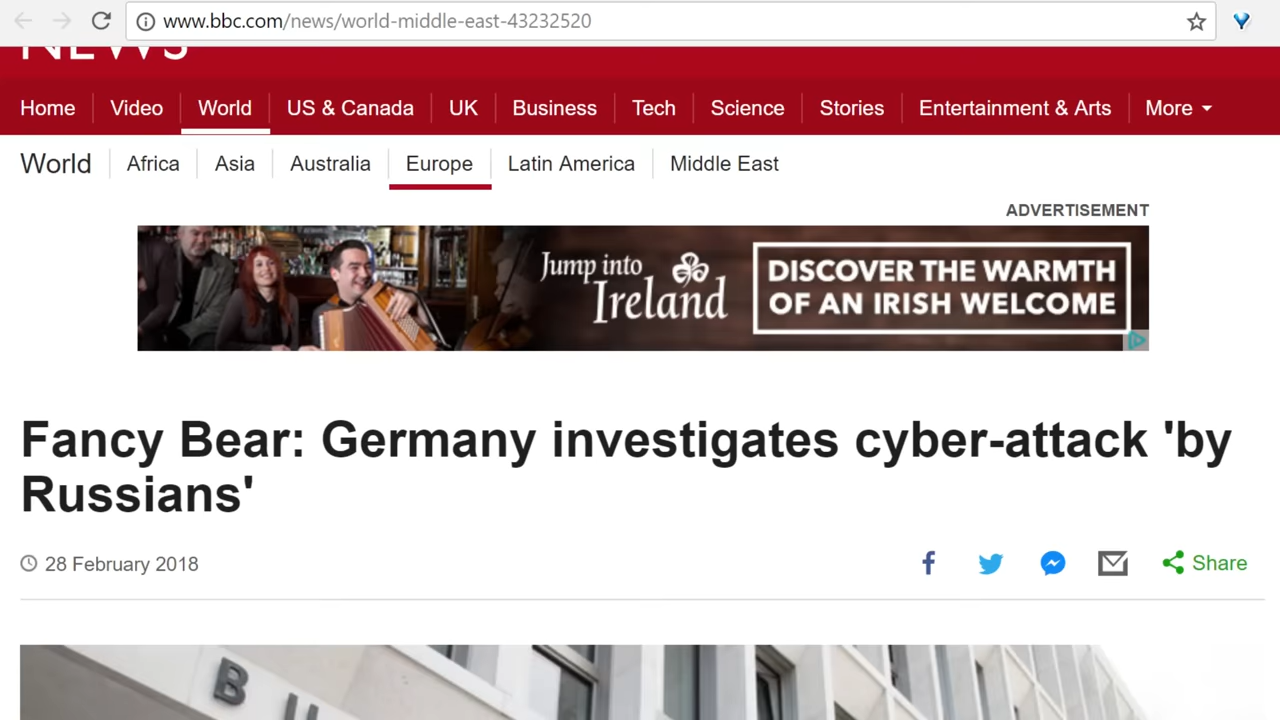 www.bbc.com/news/world-middle-east-43232520
NEWS
Home Video World US & Canada UK Business Tech Science Stories Entertainment & Arts More
World Africa Asia Australia Europe Latin America Middle East
ADVERTISEMENT
Jump into
Ireland
DISCOVER THE WARMTH
OF AN IRISH WELCOME
Fancy Bear: Germany investigates cyber-attack 'by
Russians'
28 February 2018
Share